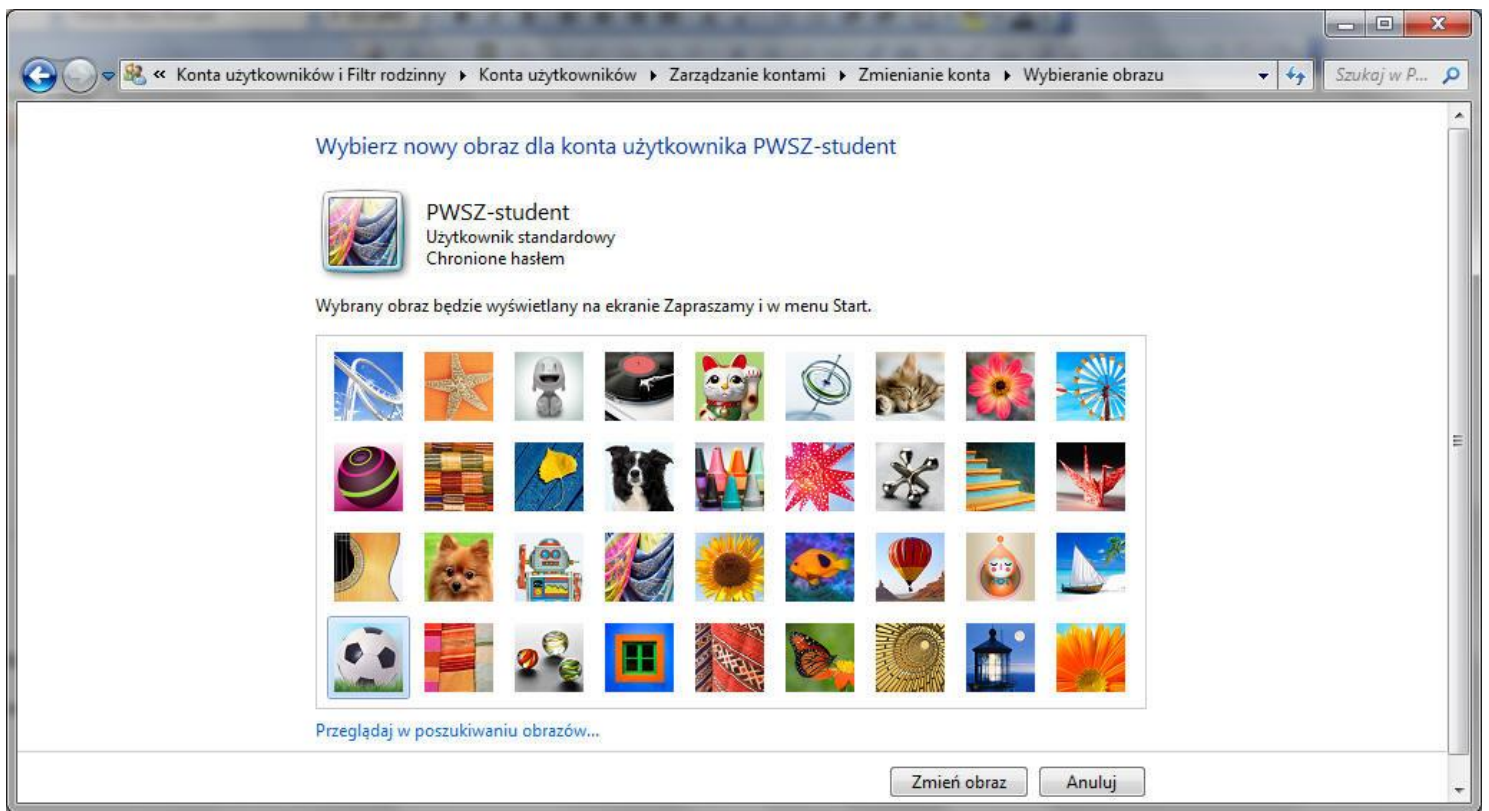 « Konta użytkowników i Filtr rodzinny ▸ Konta użytkowników ▸ Zarządzanie kontami ▸ Zmienianie konta ▸ Wybieranie obrazu
Szukaj w P...
Wybierz nowy obraz dla konta użytkownika PWSZ-student
PWSZ-student
Użytkownik standardowy
Chronione hasłem
Wybrany obraz będzie wyświetlany na ekranie Zapraszamy i w menu Start.
Przeglądaj w poszukiwaniu obrazów...
Zmień obraz
Anuluj